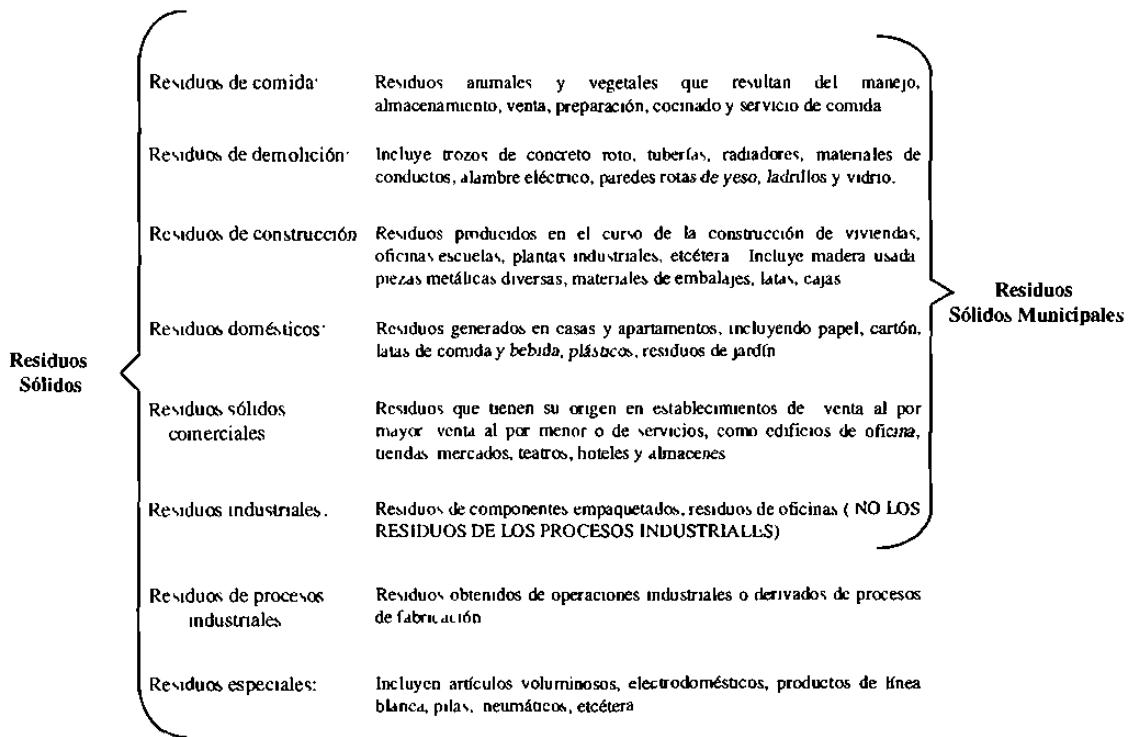 Residuos de comida: Residuos animales y vegetales que resultan del manejo,
almacenamiento, venta, preparación, cocinado y servicio de comida
Residuos de demolición: Incluye trozos de concreto roto, tuberías, radiadores, materiales de
conductos, alambre eléctrico, paredes rotas de yeso, ladrillos y vidrio.
Residuos de construcción Residuos producidos en el curso de la construcción de viviendas,
oficinas escuelas, plantas industriales, etcétera Incluye madera usada
piezas metálicas diversas, materiales de embalajes, latas, cajas
Residuos domésticos: Residuos generados en casas y apartamentos, incluyendo papel, cartón,
latas de comida y bebida, plásticos, residuos de jardín
Residuos sólidos Residuos que tienen su origen en establecimientos de venta al por
comerciales mayor venta al por menor o de servicios, como edificios de oficina,
tiendas mercados, teatros, hoteles y almacenes
Residuos industriales. Residuos de componentes empaquetados, residuos de oficinas ( NO LOS
RESIDUOS DE LOS PROCESOS INDUSTRIALES)
Residuos de procesos Residuos obtenidos de operaciones industriales o derivados de procesos
industriales de fabricación
Residuos especiales: Incluyen artículos voluminosos, electrodomésticos, productos de línea
blanca, pilas, neumáticos, etcétera
Residuos
Sólidos
Residuos
Sólidos Municipales